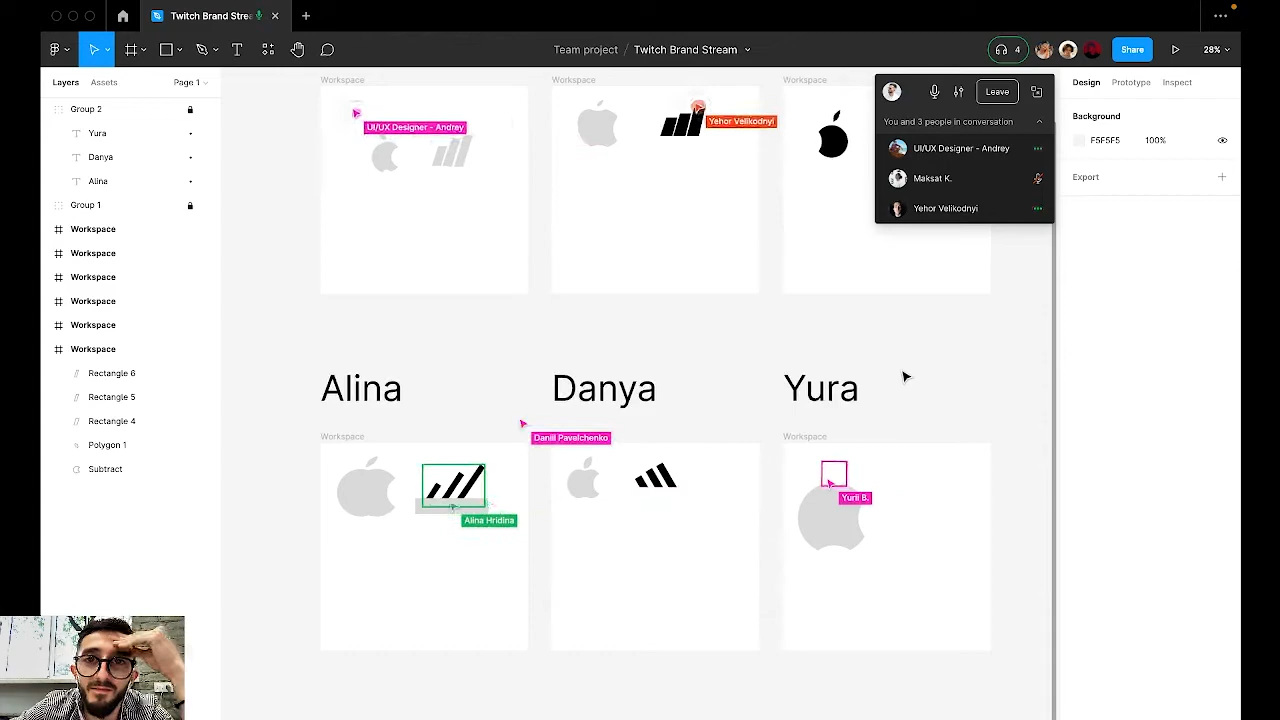 Twitch Brand Stream
Team project / Twitch Brand Stream
4
Share
28%
Layers
Assets
Page 1
Group 2
Yura
Danya
Alina
Group 1
Workspace
Workspace
Workspace
Workspace
Workspace
Workspace
Rectangle 6
Rectangle 5
Rectangle 4
Polygon 1
Subtract
Workspace
Workspace
Workspace
UI/UX Designer - Andrey
Yehor Velikodnyi
Leave
You and 3 people in conversation
UI/UX Designer - Andrey
Maksat K.
Yehor Velikodnyi
Design
Prototype
Inspect
Background
F5F5F5
100%
Export
Alina
Danya
Yura
Daniil Pavelchenko
Workspace
Workspace
Alina Hridina
Yurii B.